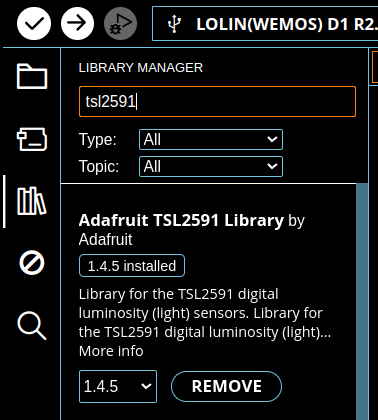 LOLIN(WEMOS) D1 R2.
LIBRARY MANAGER
tsl2591
Type: All
Topic: All
Adafruit TSL2591 Library by
Adafruit
1.4.5 installed
Library for the TSL2591 digital
luminosity (light) sensors. Library for
the TSL2591 digital luminosity (light)...
More info
1.4.5 REMOVE